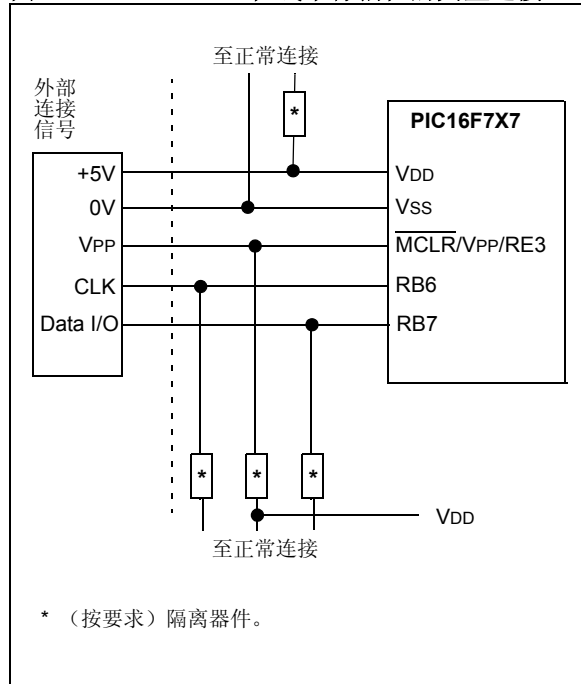 至正常连接
外部
连接
信号
*
PIC16F7X7
+5V
VDD
0V
VSS
VPP
MCLR/VPP/RE3
CLK
RB6
Data I/O
RB7
* * *
VDD
至正常连接
* （按要求）隔离器件。